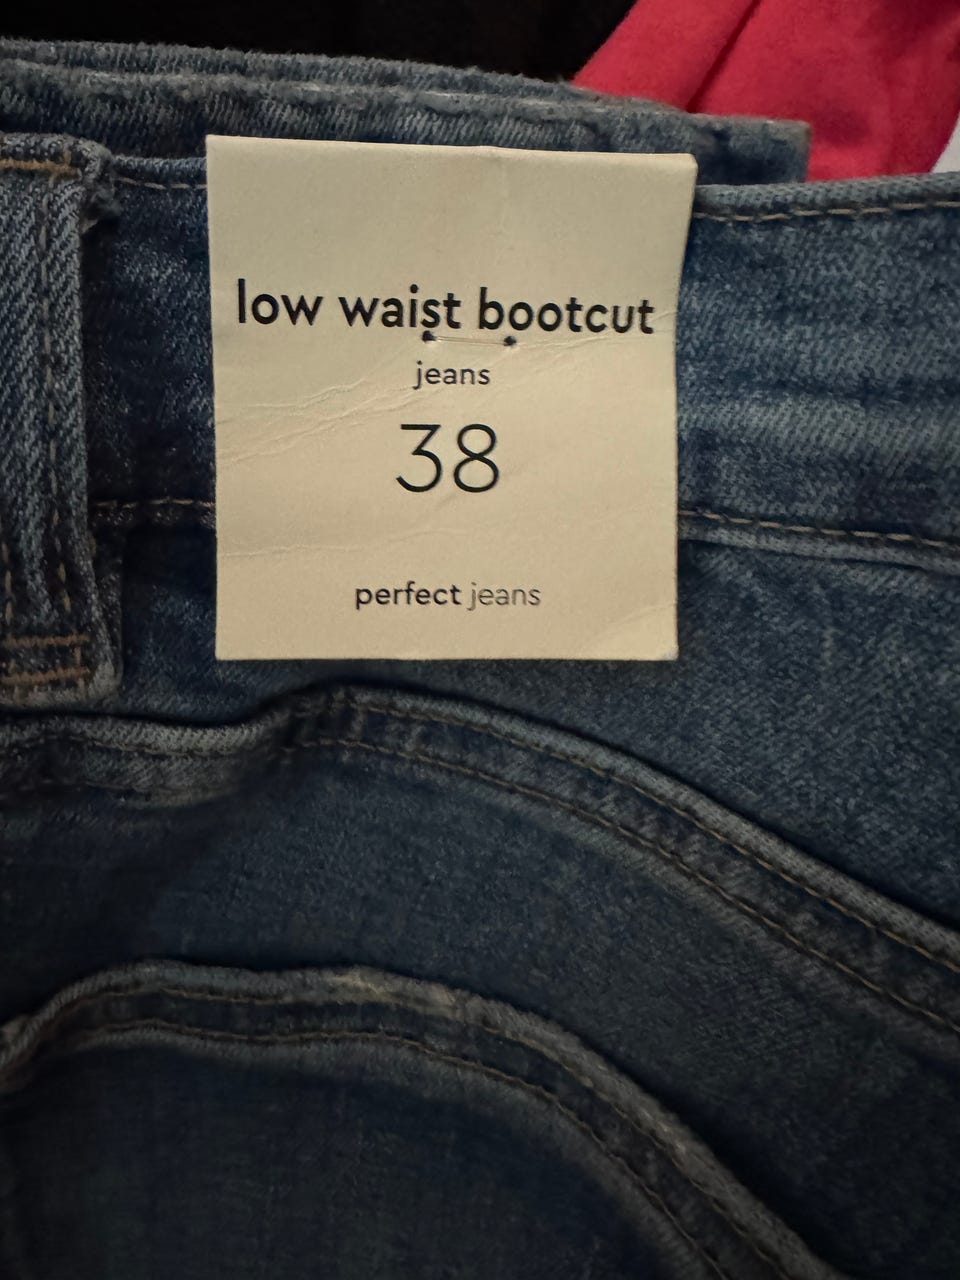 low waist bootcut
jeans
38
perfect jeans